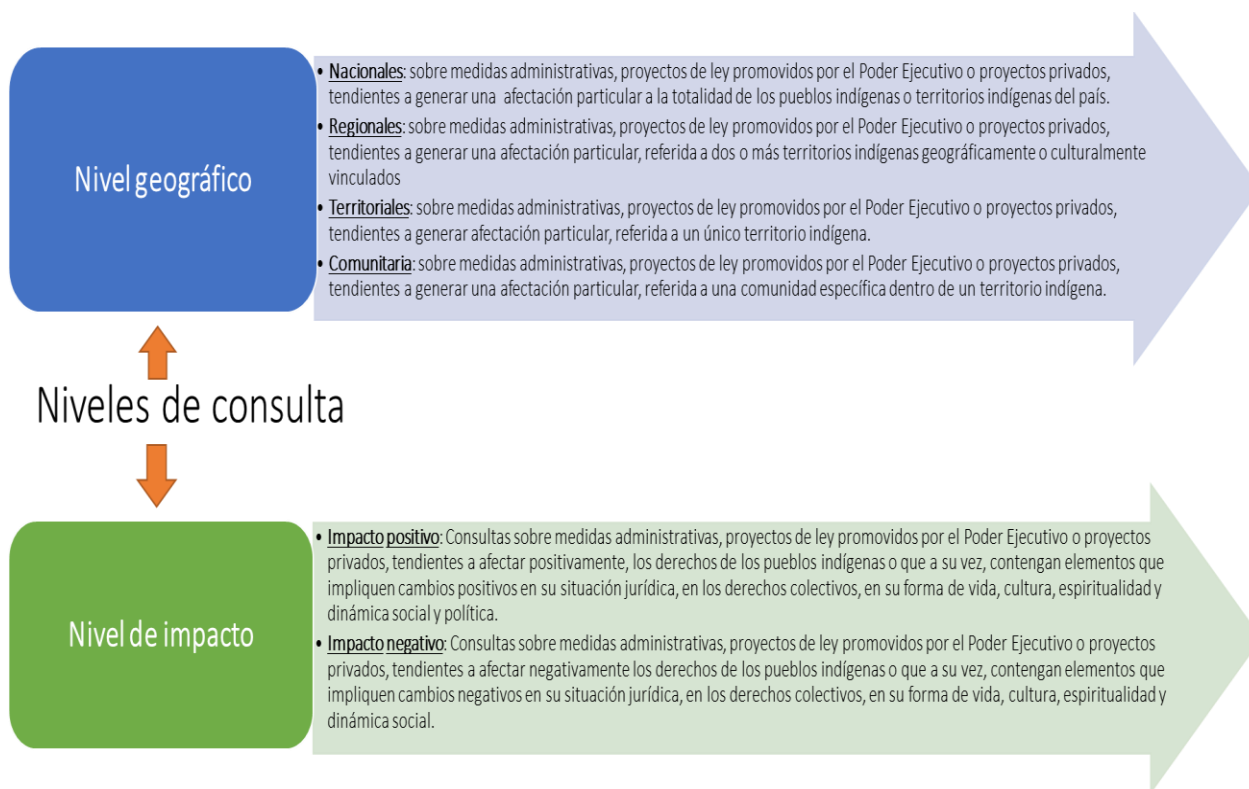 Nivel geográfico
• Nacionales: sobre medidas administrativas, proyectos de ley promovidos por el Poder Ejecutivo o proyectos privados,
tendientes a generar una afectación particular a la totalidad de los pueblos indígenas o territorios indígenas del país.
• Regionales: sobre medidas administrativas, proyectos de ley promovidos por el Poder Ejecutivo o proyectos privados,
tendientes a generar una afectación particular, referida a dos o más territorios indígenas geográficamente o culturalmente
vinculados
• Territoriales: sobre medidas administrativas, proyectos de ley promovidos por el Poder Ejecutivo o proyectos privados,
tendientes a generar afectación particular, referida a un único territorio indígena.
• Comunitaria: sobre medidas administrativas, proyectos de ley promovidos por el Poder Ejecutivo o proyectos privados,
tendientes a generar una afectación particular, referida a una comunidad específica dentro de un territorio indígena.
Niveles de consulta
Nivel de impacto
• Impacto positivo: Consultas sobre medidas administrativas, proyectos de ley promovidos por el Poder Ejecutivo o proyectos
privados, tendientes a afectar positivamente, los derechos de los pueblos indígenas o que a su vez, contengan elementos que
impliquen cambios positivos en su situación jurídica, en los derechos colectivos, en su forma de vida, cultura, espiritualidad y
dinámica social y política.
• Impacto negativo: Consultas sobre medidas administrativas, proyectos de ley promovidos por el Poder Ejecutivo o proyectos
privados, tendientes a afectar negativamente los derechos de los pueblos indígenas o que a su vez, contengan elementos que
impliquen cambios negativos en su situación jurídica, en los derechos colectivos, en su forma de vida, cultura, espiritualidad y
dinámica social.